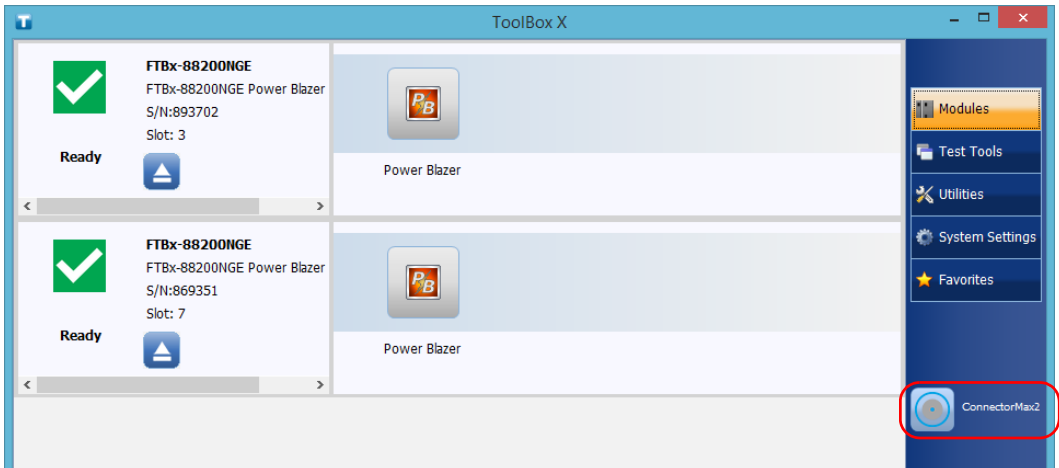 ToolBox X
FTBx-88200NGE
FTBx-88200NGE Power Blazer
S/N:893702
Slot: 3
Ready
Power Blazer
FTBx-88200NGE
FTBx-88200NGE Power Blazer
S/N:869351
Slot: 7
Ready
Power Blazer
Modules
Test Tools
Utilities
System Settings
Favorites
ConnectorMax2